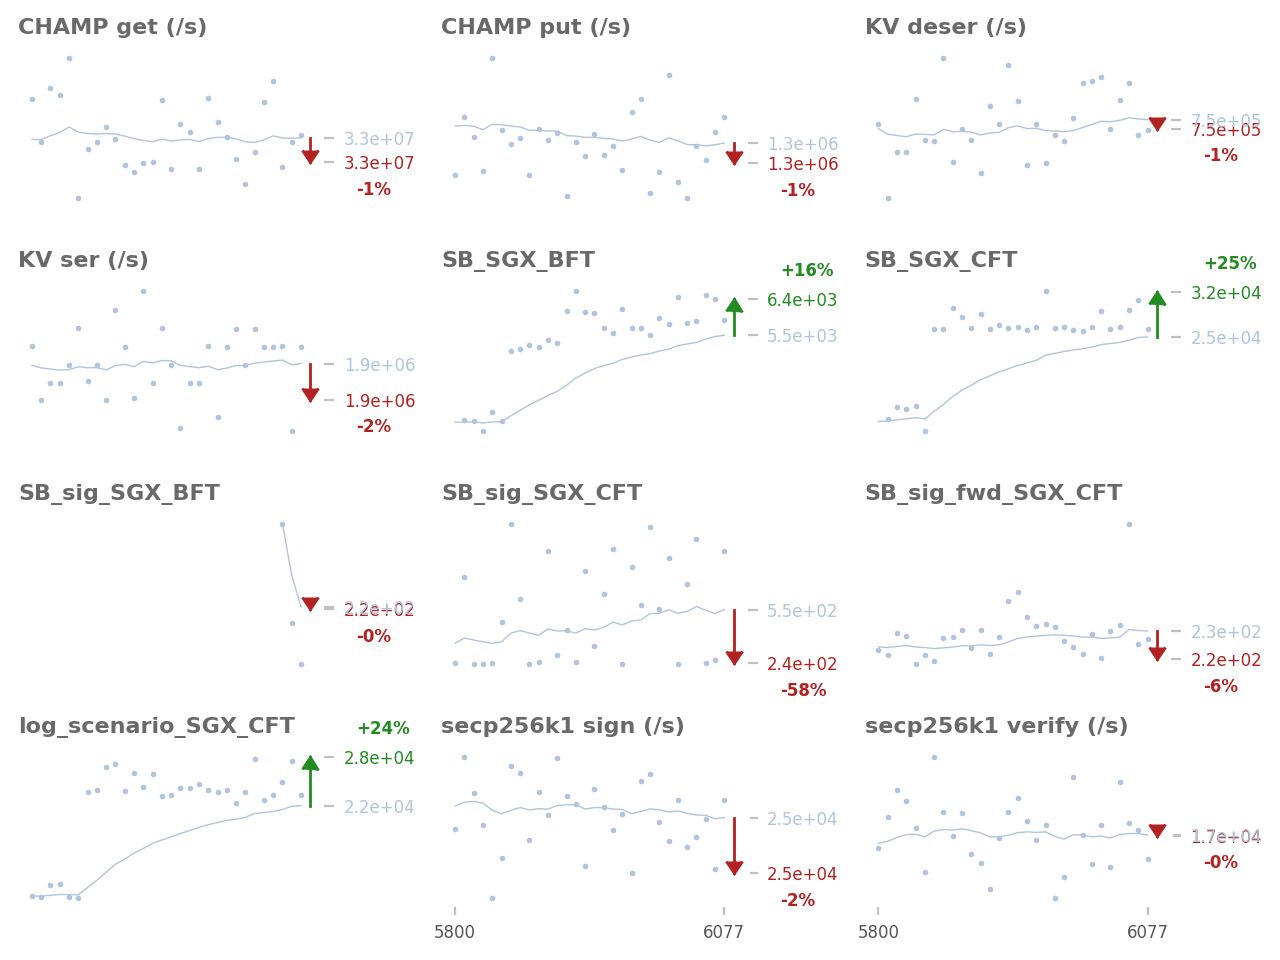 CHAMP get (/s)
3.3e+07
3.3e+07
-1%
CHAMP put (/s)
1.3e+06
1.3e+06
-1%
KV deser (/s)
7.5e+05
7.5e+05
-1%
KV ser (/s)
1.9e+06
1.9e+06
-2%
SB_SGX_BFT
+16%
6.4e+03
5.5e+03
SB_SGX_CFT
+25%
3.2e+04
2.5e+04
SB_sig_SGX_BFT
2.2e+02
-0%
SB_sig_SGX_CFT
5.5e+02
2.4e+02
-58%
SB_sig_fwd_SGX_CFT
2.3e+02
2.2e+02
-6%
log_scenario_SGX_CFT
+24%
2.8e+04
2.2e+04
secp256k1 sign (/s)
2.5e+04
2.5e+04
-2%
5800
6077
secp256k1 verify (/s)
1.7e+04
-0%
5800
6077